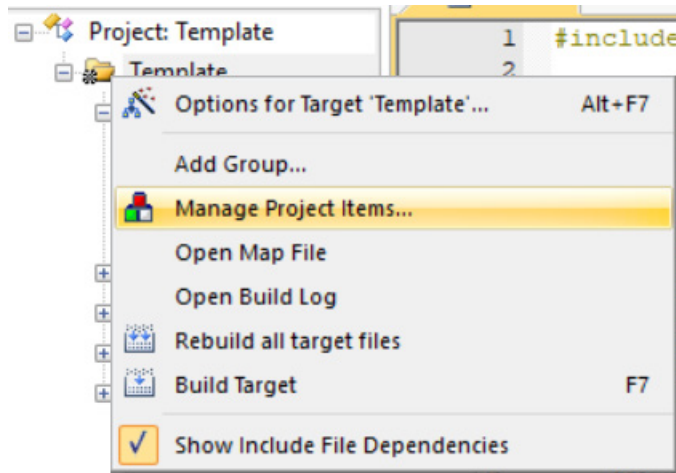 Project: Template
1 #include
2
Template
Options for Target 'Template'... Alt+F7
Add Group...
Manage Project Items...
Open Map File
Open Build Log
Rebuild all target files
Build Target F7
Show Include File Dependencies